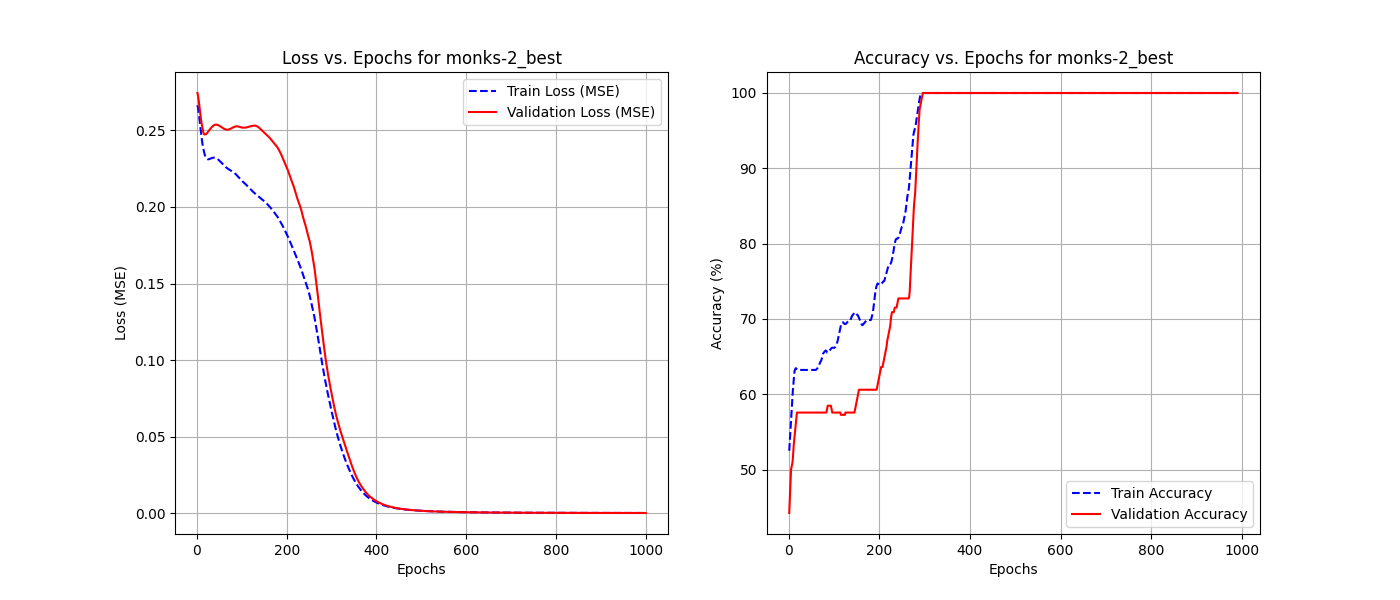 Loss vs. Epochs for monks-2_best
Train Loss (MSE)
Validation Loss (MSE)
Loss (MSE)
0.25
0.20
0.15
0.10
0.05
0.00
0 200 400 600 800 1000
Epochs
Accuracy vs. Epochs for monks-2_best
Accuracy (%)
100
90
80
70
60
50
Train Accuracy
Validation Accuracy
0 200 400 600 800 1000
Epochs